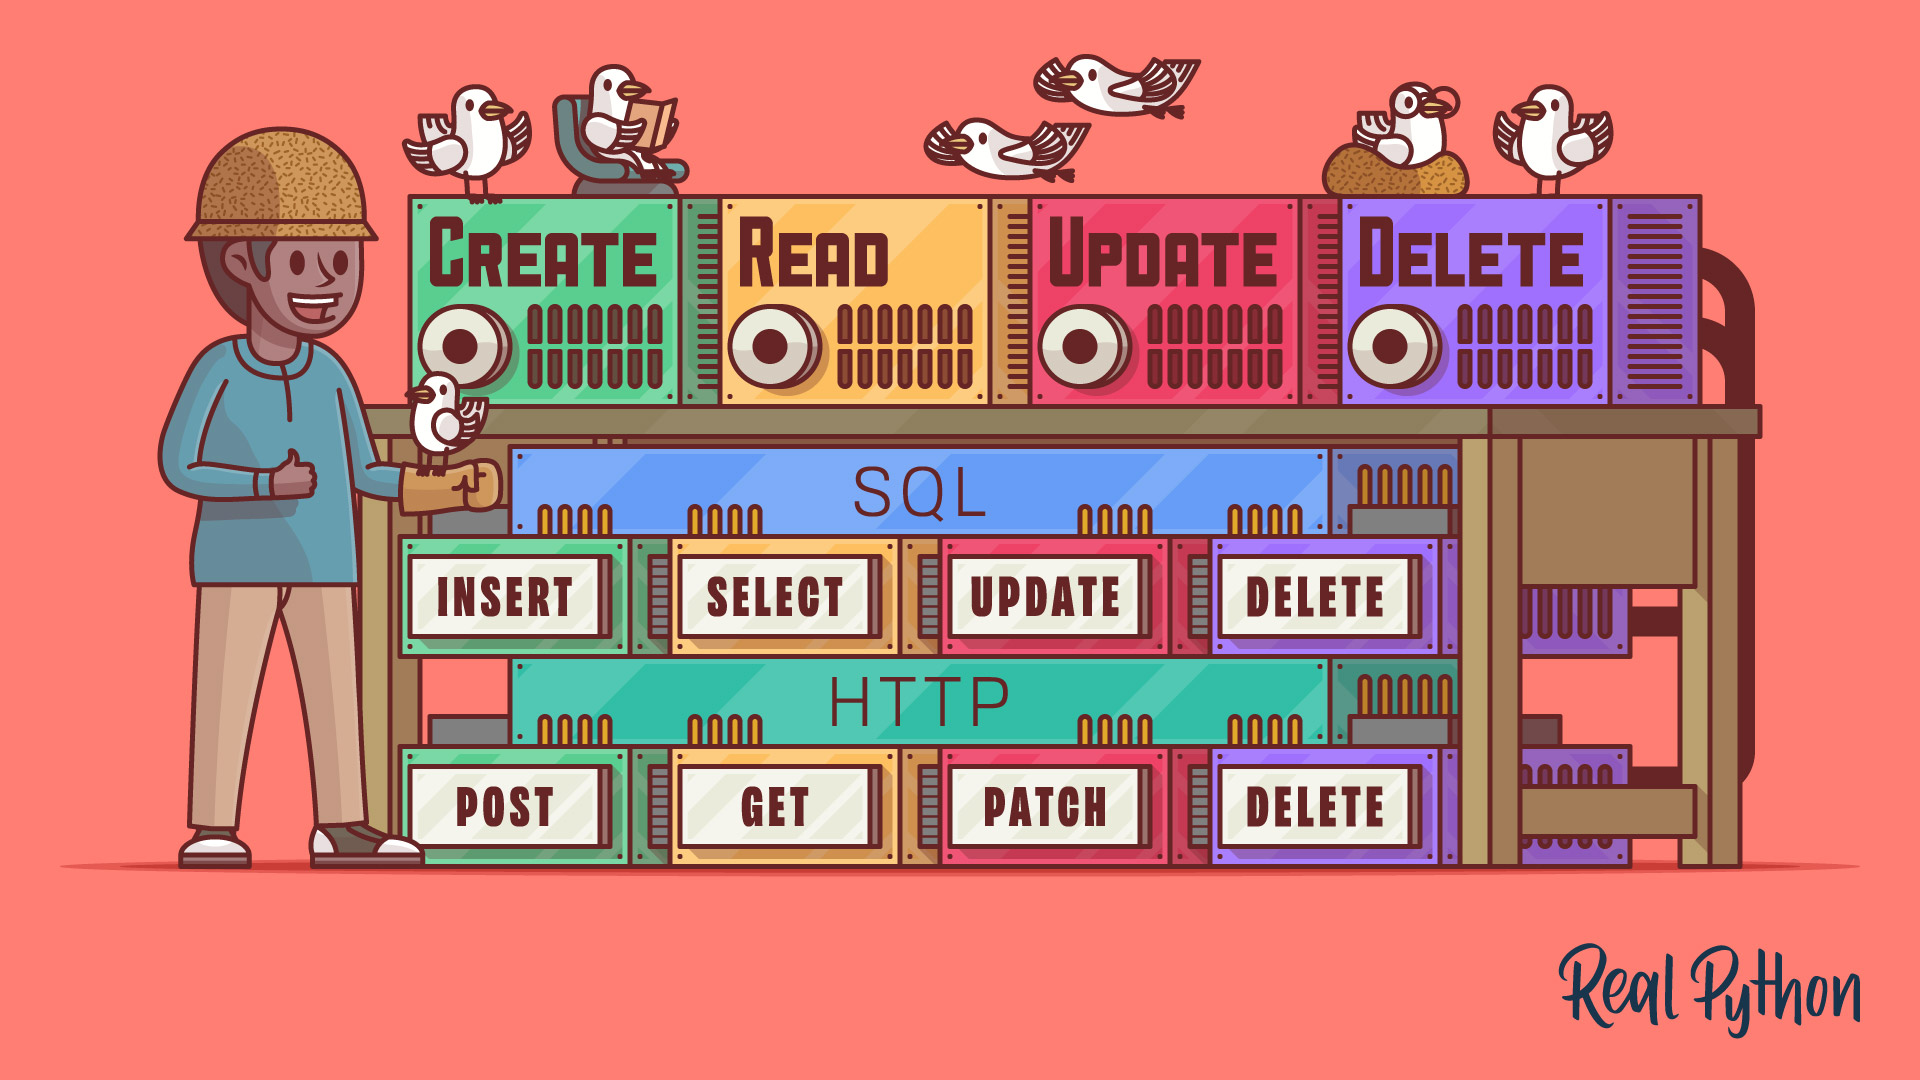 CREATE READ UPDATE DELETE
SQL
INSERT SELECT UPDATE DELETE
HTTP
POST GET PATCH DELETE
Real Python